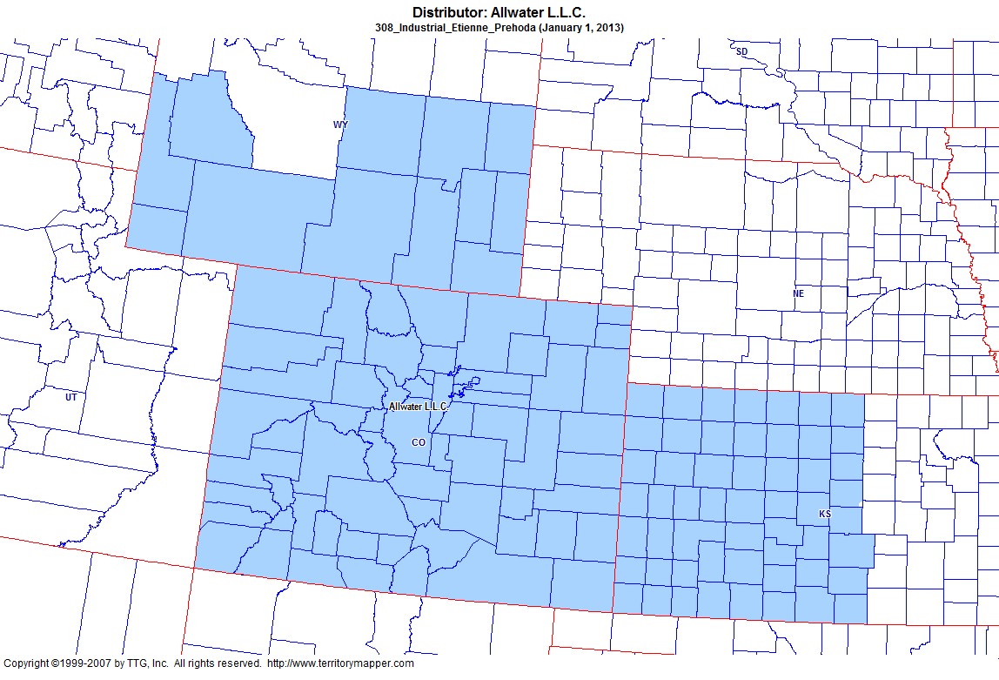 Distributor: Allwater L.L.C.
308_Industrial_Etienne_Prehoda (January 1, 2013)
SD
WY
NE
UT
Allwater L.L.C.
CO
KS
Copyright ©1999-2007 by TTG, Inc. All rights reserved. http://www.territorymapper.com